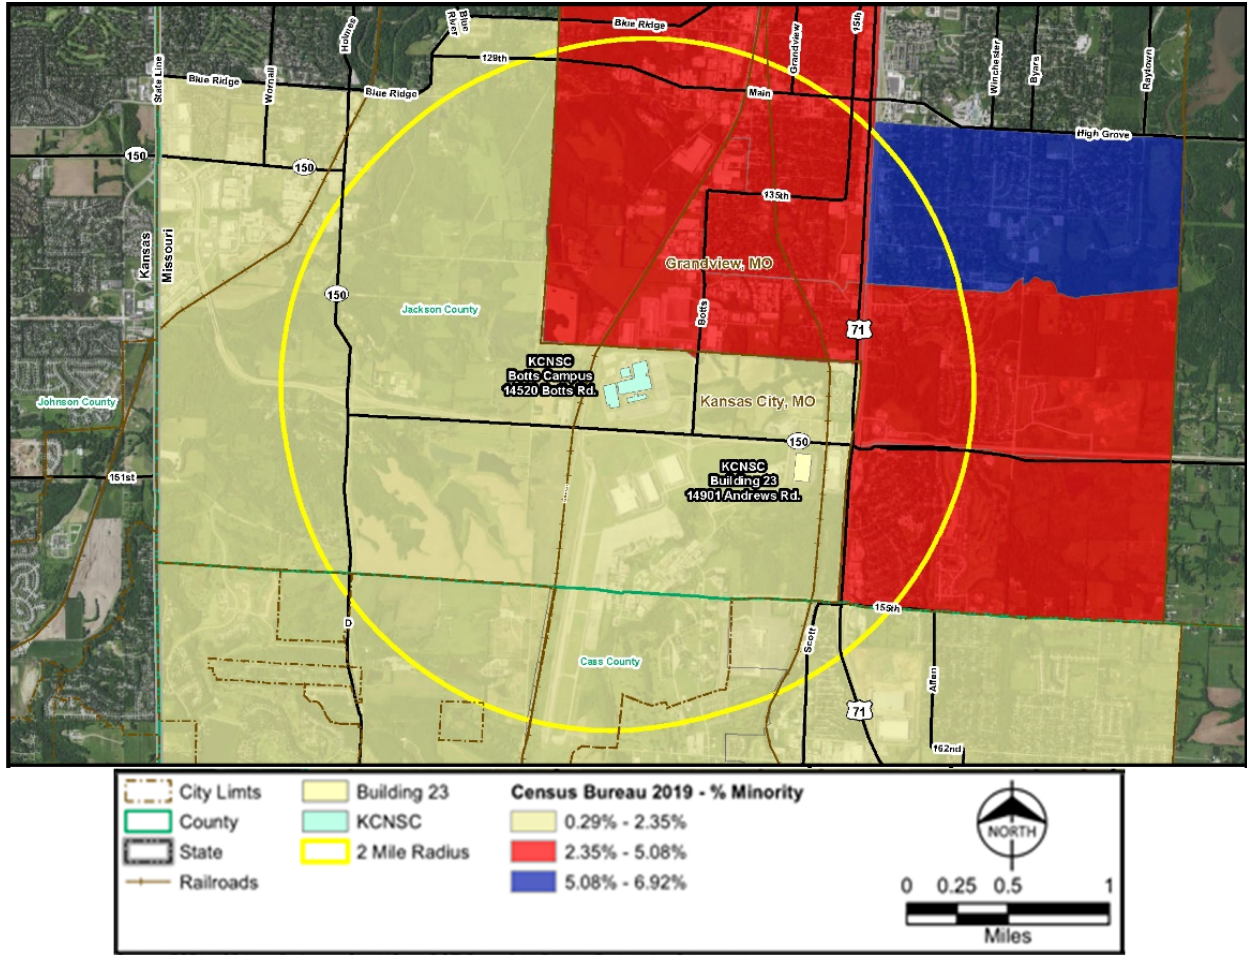 Blue Ridge
Blue
River
Holmes
State Line
Wornall
Blue Ridge
Blue Ridge
129th
Main
Grandview
15th
Winchester
Byars
Raytown
High Grove
150
150
135th
Kansas
Missouri
Grandview, MO
150
Jackson County
Botts
71
KCNSC
Botts Campus
14520 Botts Rd.
Kansas City, MO
Johnson County
150
KCNSC
Building 23
14901 Andrews Rd.
151st
155th
D
Scott
Cass County
Allen
71
162nd
City Limts
County
State
Railroads
Building 23
KCNSC
2 Mile Radius
Census Bureau 2019 - % Minority
0.29% - 2.35%
2.35% - 5.08%
5.08% - 6.92%
NORTH
0 0.25 0.5 1
Miles